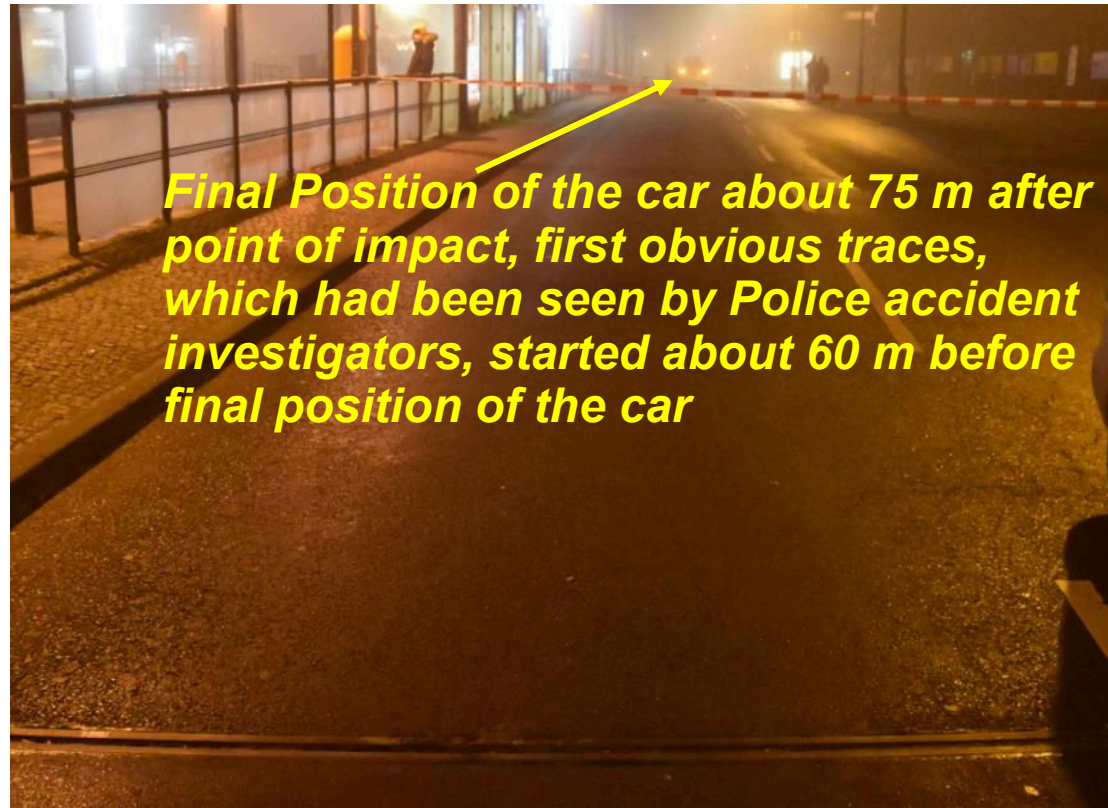 Final Position of the car about 75 m after
point of impact, first obvious traces,
which had been seen by Police accident
investigators, started about 60 m before
final position of the car